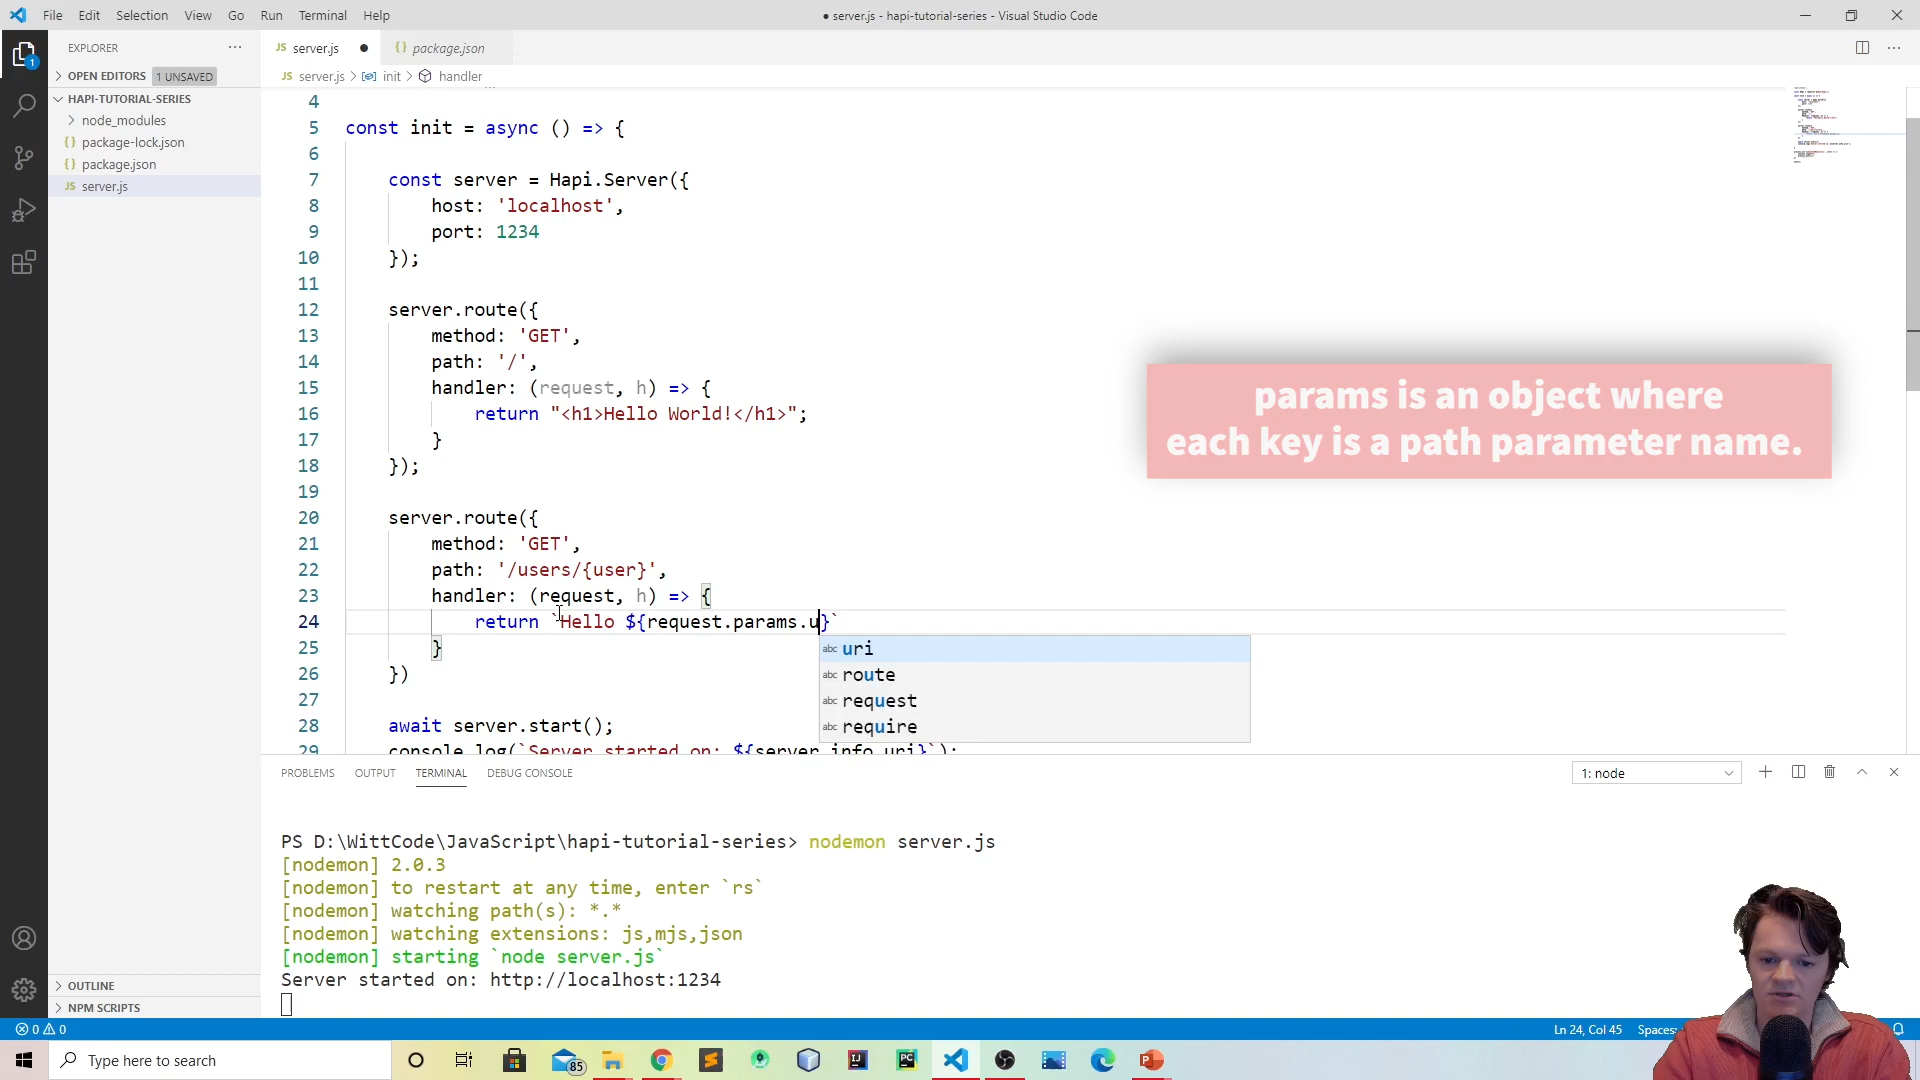 File Edit Selection View Go Run Terminal Help
● server.js - hapi-tutorial-series - Visual Studio Code
EXPLORER
OPEN EDITORS 1 UNSAVED
HAPI-TUTORIAL-SERIES
node_modules
{} package-lock.json
{} package.json
JS server.js
OUTLINE
NPM SCRIPTS
JS server.js ● {} package.json
JS server.js > init > handler
4
5 const init = async () => {
6
7 const server = Hapi.Server({
8 host: 'localhost',
9 port: 1234
10 });
11
12 server.route({
13 method: 'GET',
14 path: '/',
15 handler: (request, h) => {
16 return "<h1>Hello World!</h1>";
17 }
18 });
19
20 server.route({
21 method: 'GET',
22 path: '/users/{user}',
23 handler: (request, h) => {
24 return `Hello ${request.params.u}`
25 }
26 })
27
28 await server.start();
29 console.log(`Server started on: ${server.info.uri}`);
abc uri
abc route
abc request
abc require
params is an object where
each key is a path parameter name.
PROBLEMS OUTPUT TERMINAL DEBUG CONSOLE
1: node
PS D:\WittCode\JavaScript\hapi-tutorial-series> nodemon server.js
[nodemon] 2.0.3
[nodemon] to restart at any time, enter `rs`
[nodemon] watching path(s): *.*
[nodemon] watching extensions: js,mjs,json
[nodemon] starting `node server.js`
Server started on: http://localhost:1234
0 0
Ln 24, Col 45 Spaces:
Type here to search
85